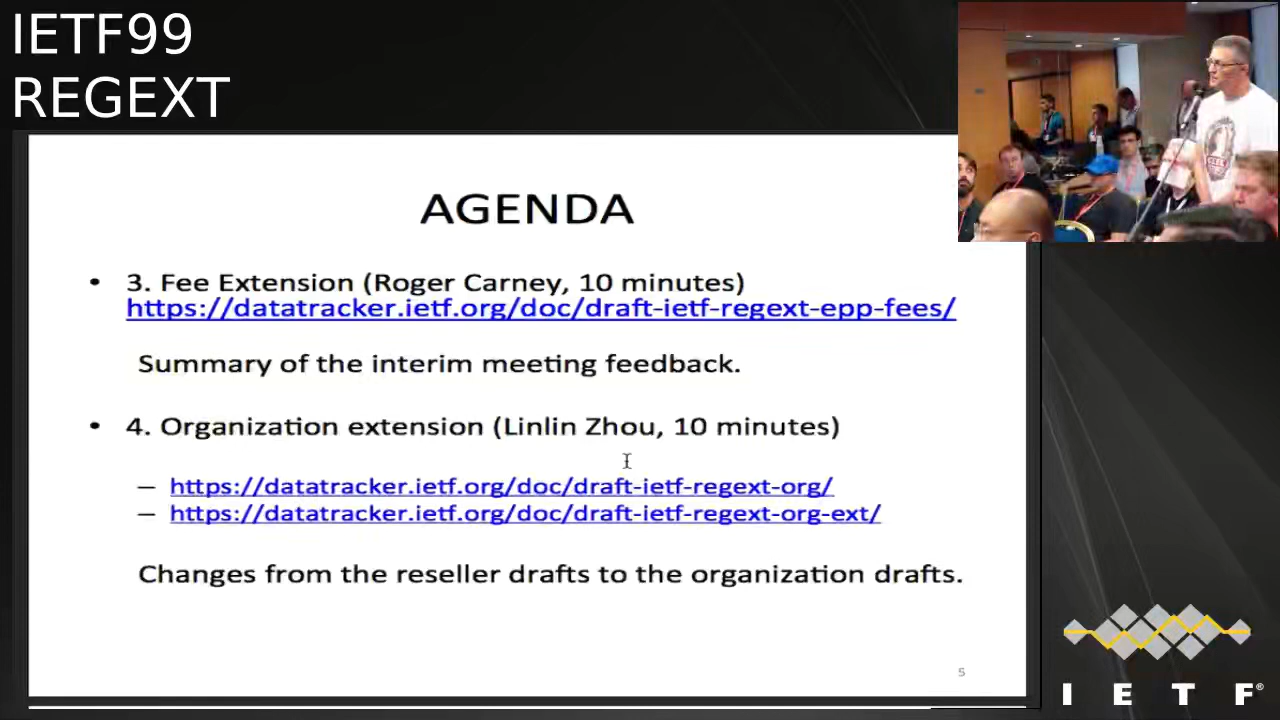 IETF99
REGEXT
AGENDA
• 3. Fee Extension (Roger Carney, 10 minutes)
https://datatracker.ietf.org/doc/draft-ietf-regext-epp-fees/
Summary of the interim meeting feedback.
• 4. Organization extension (Linlin Zhou, 10 minutes)
– https://datatracker.ietf.org/doc/draft-ietf-regext-org/
– https://datatracker.ietf.org/doc/draft-ietf-regext-org-ext/
Changes from the reseller drafts to the organization drafts.
5
I E T F®